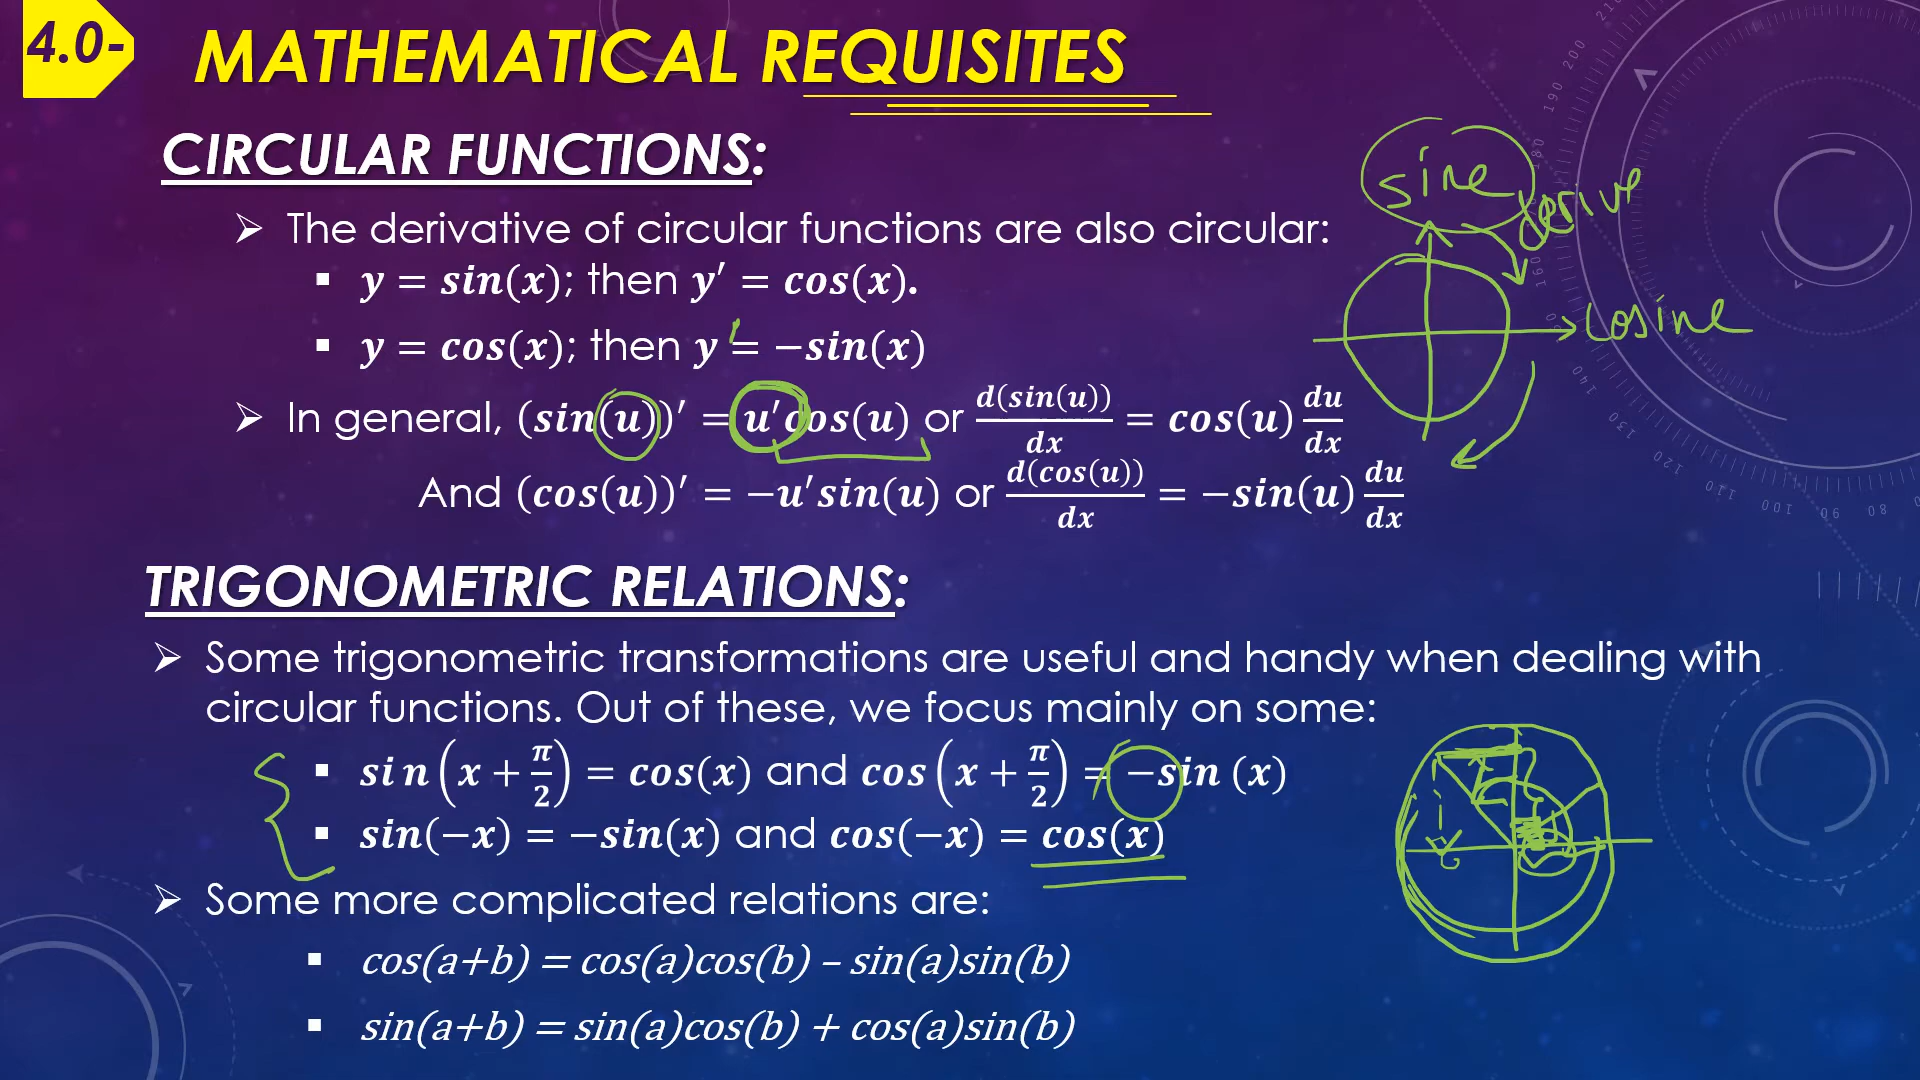 4.0-
MATHEMATICAL REQUISITES
CIRCULAR FUNCTIONS:
➢ The derivative of circular functions are also circular:
▪ y = sin(x); then y′ = cos(x).
▪ y = cos(x); then y′ = −sin(x)
➢ In general, (sin(u))′ = u′cos(u) or d(sin(u))/dx = cos(u) du/dx
And (cos(u))′ = −u′sin(u) or d(cos(u))/dx = −sin(u) du/dx
sine
derive
cosine
TRIGONOMETRIC RELATIONS:
➢ Some trigonometric transformations are useful and handy when dealing with
circular functions. Out of these, we focus mainly on some:
▪ sin(x + π/2) = cos(x) and cos(x + π/2) = −sin (x)
▪ sin(−x) = −sin(x) and cos(−x) = cos(x)
➢ Some more complicated relations are:
▪ cos(a+b) = cos(a)cos(b) – sin(a)sin(b)
▪ sin(a+b) = sin(a)cos(b) + cos(a)sin(b)